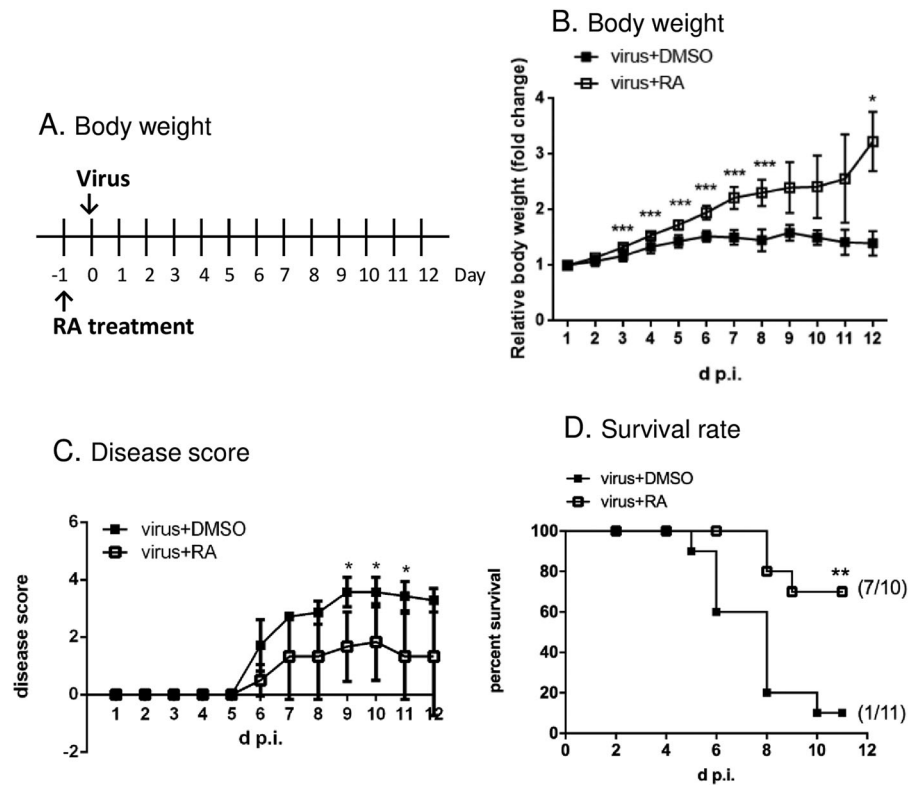 A. Body weight
Virus
-1 0 1 2 3 4 5 6 7 8 9 10 11 12 Day
RA treatment
B. Body weight
virus+DMSO
virus+RA
Relative body weight (fold change)
4
3
2
1
0
*** *** *** *** *** *** *
1 2 3 4 5 6 7 8 9 10 11 12
d p.i.
C. Disease score
virus+DMSO
virus+RA
disease score
6
4
2
0
-2
* * *
1 2 3 4 5 6 7 8 9 10 11 12
d p.i.
D. Survival rate
virus+DMSO
virus+RA
percent survival
100
80
60
40
20
0
**
(7/10)
(1/11)
0 2 4 6 8 10 12
d p.i.